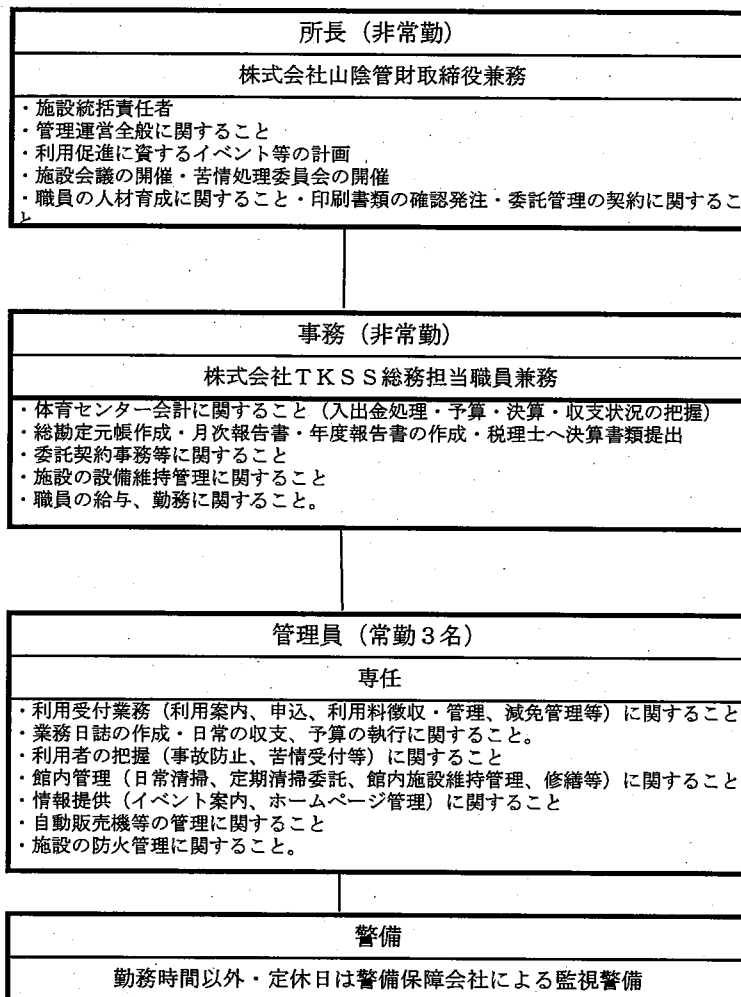 所長（非常勤）
株式会社山陰管財取締役兼務
・施設統括責任者
・管理運営全般に関すること
・利用促進に資するイベント等の計画
・施設会議の開催・苦情処理委員会の開催
・職員の人材育成に関すること・印刷書類の確認発注・委託管理の契約に関するこ
と
事務（非常勤）
株式会社ＴＫＳＳ総務担当職員兼務
・体育センター会計に関すること（入出金処理・予算・決算・収支状況の把握）
・総勘定元帳作成・月次報告書・年度報告書の作成・税理士へ決算書類提出
・委託契約事務等に関すること
・施設の設備維持管理に関すること
・職員の給与、勤務に関すること。
管理員（常勤３名）
専任
・利用受付業務（利用案内、申込、利用料徴収・管理、減免管理等）に関すること
・業務日誌の作成・日常の収支、予算の執行に関すること。
・利用者の把握（事故防止、苦情受付等）に関すること
・館内管理（日常清掃、定期清掃委託、館内施設維持管理、修繕等）に関すること
・情報提供（イベント案内、ホームページ管理）に関すること
・自動販売機等の管理に関すること
・施設の防火管理に関すること。
警備
勤務時間以外・定休日は警備保障会社による監視警備